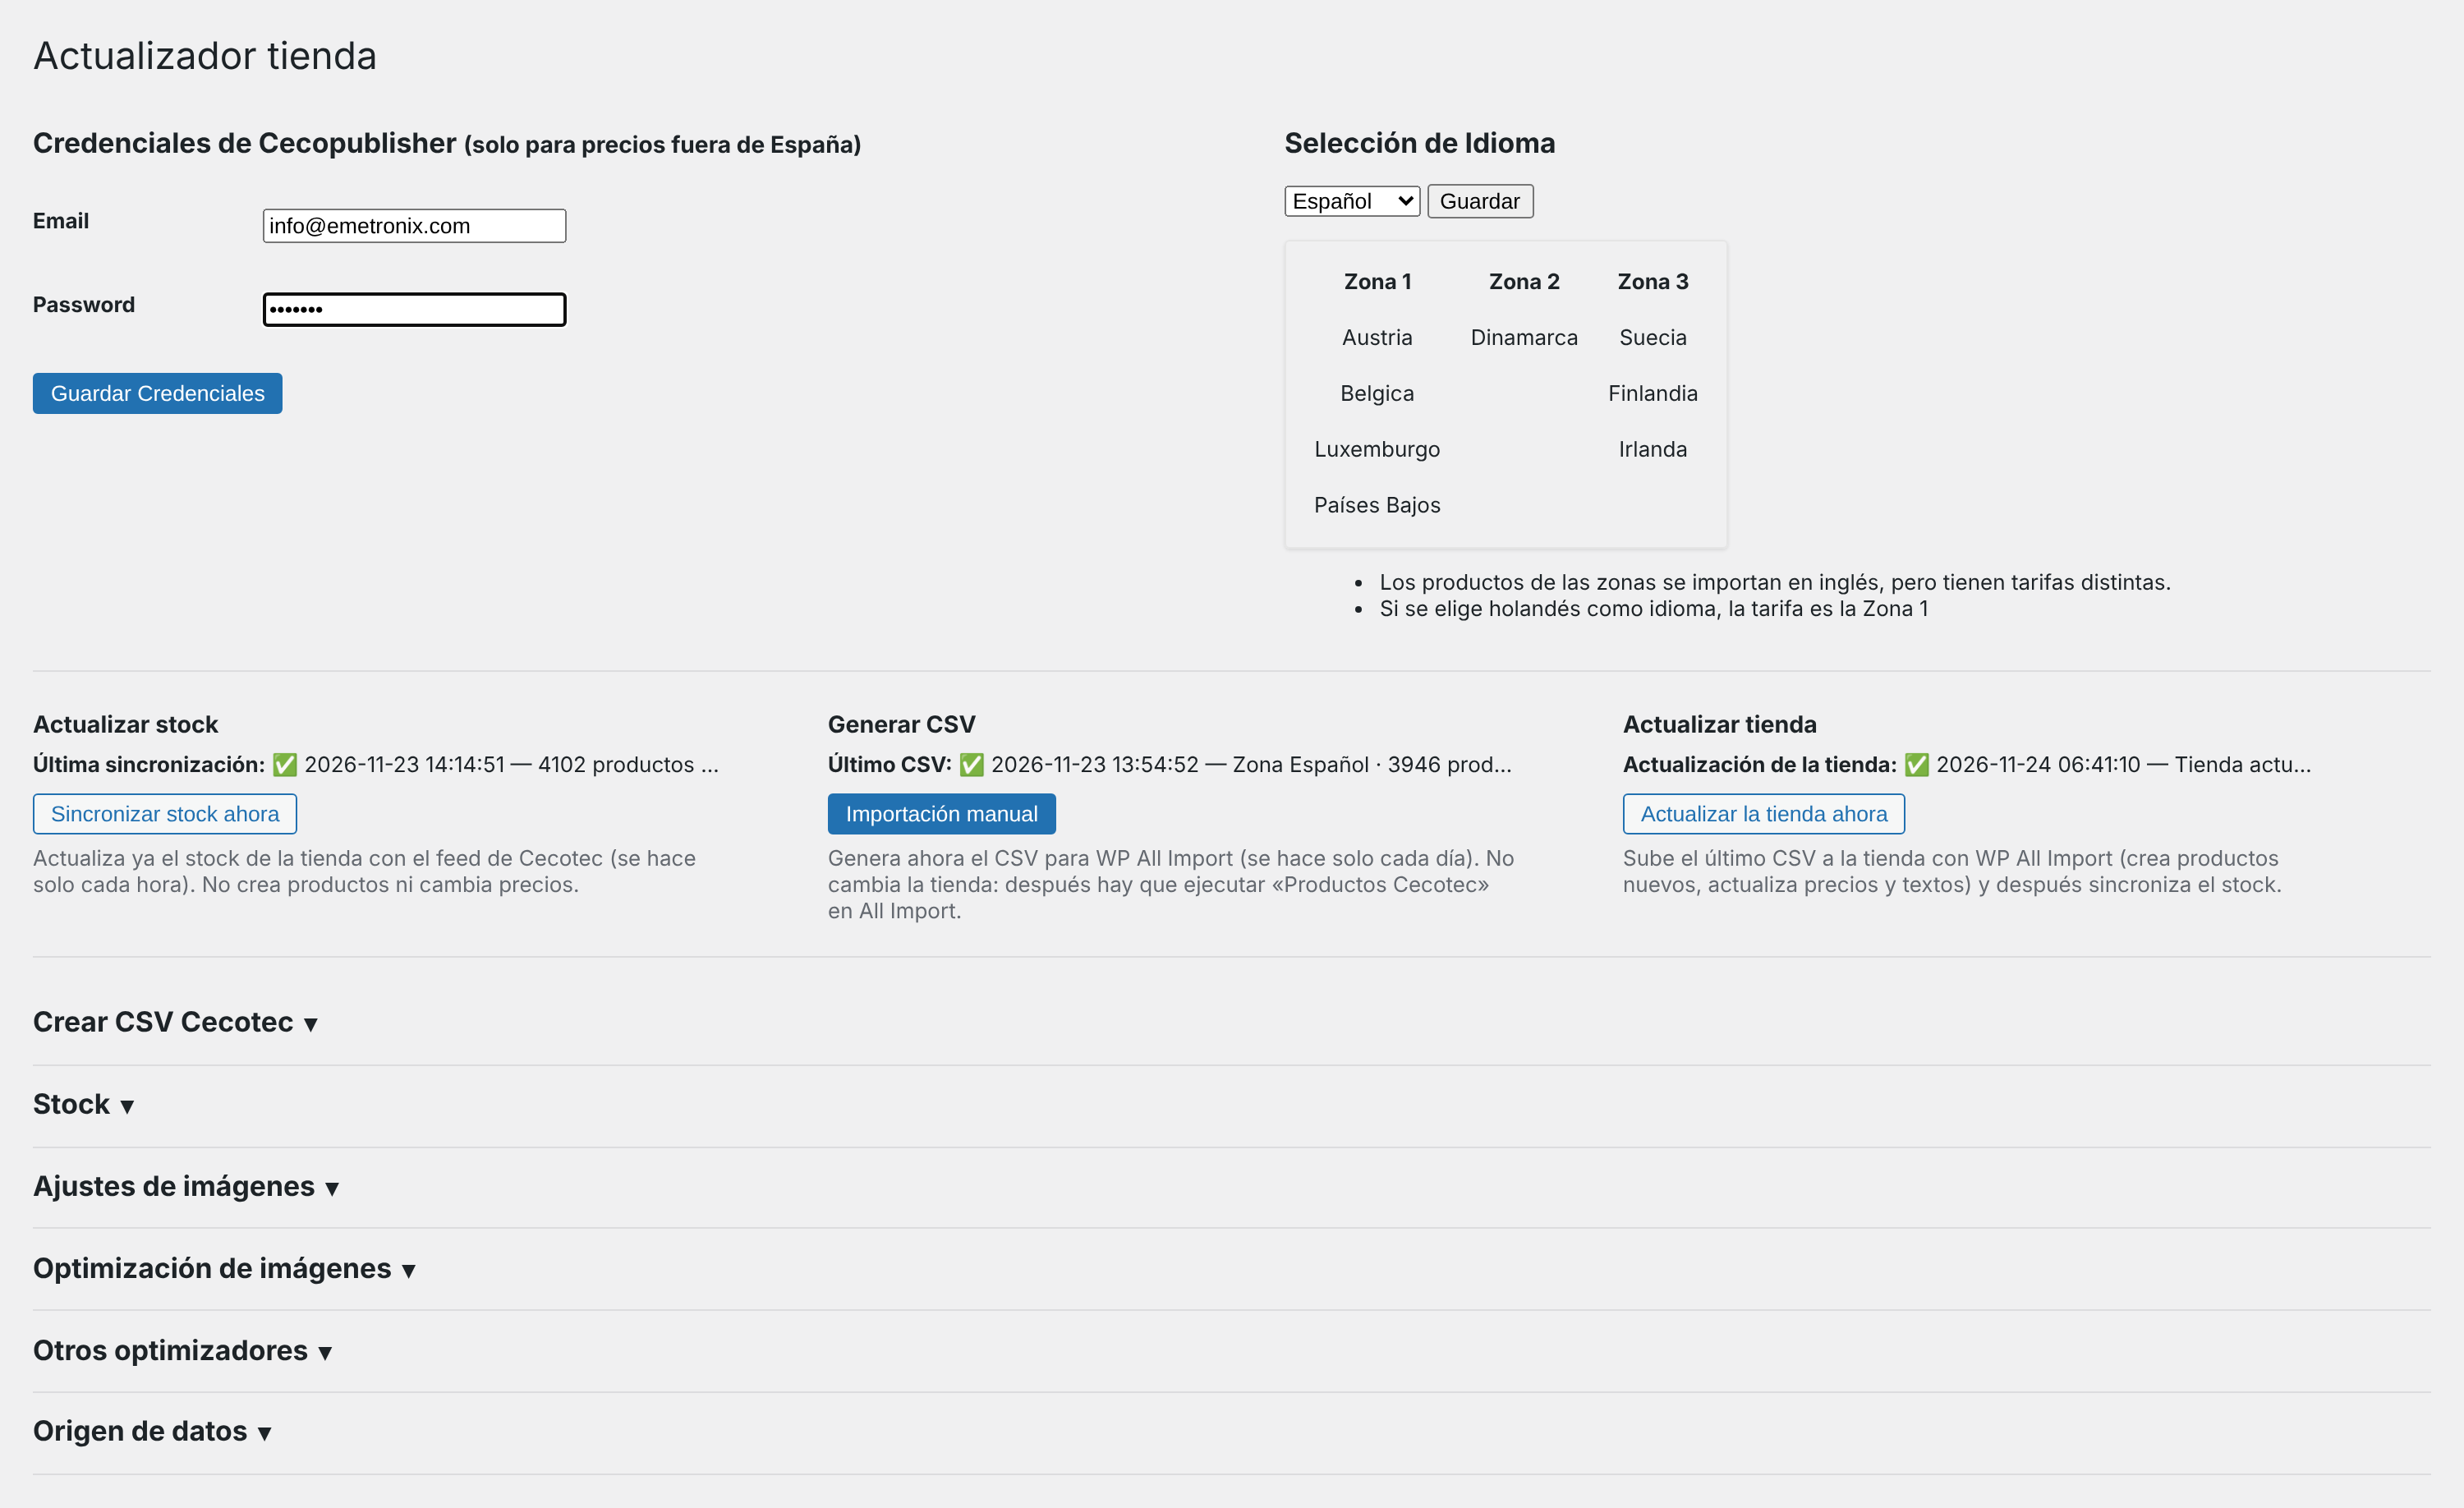 Actualizador tienda
Credenciales de Cecopublisher (solo para precios fuera de España)
Email
info@emetronix.com
Password
•••••••
Guardar Credenciales
Selección de Idioma
Español Guardar
Zona 1 Zona 2 Zona 3
Austria Dinamarca Suecia
Belgica Finlandia
Luxemburgo Irlanda
Países Bajos
• Los productos de las zonas se importan en inglés, pero tienen tarifas distintas.
• Si se elige holandés como idioma, la tarifa es la Zona 1
Actualizar stock
Última sincronización: ✅ 2026-11-23 14:14:51 — 4102 productos ...
Sincronizar stock ahora
Actualiza ya el stock de la tienda con el feed de Cecotec (se hace
solo cada hora). No crea productos ni cambia precios.
Generar CSV
Último CSV: ✅ 2026-11-23 13:54:52 — Zona Español · 3946 prod...
Importación manual
Genera ahora el CSV para WP All Import (se hace solo cada día). No
cambia la tienda: después hay que ejecutar «Productos Cecotec»
en All Import.
Actualizar tienda
Actualización de la tienda: ✅ 2026-11-24 06:41:10 — Tienda actu...
Actualizar la tienda ahora
Sube el último CSV a la tienda con WP All Import (crea productos
nuevos, actualiza precios y textos) y después sincroniza el stock.
Crear CSV Cecotec ▼
Stock ▼
Ajustes de imágenes ▼
Optimización de imágenes ▼
Otros optimizadores ▼
Origen de datos ▼